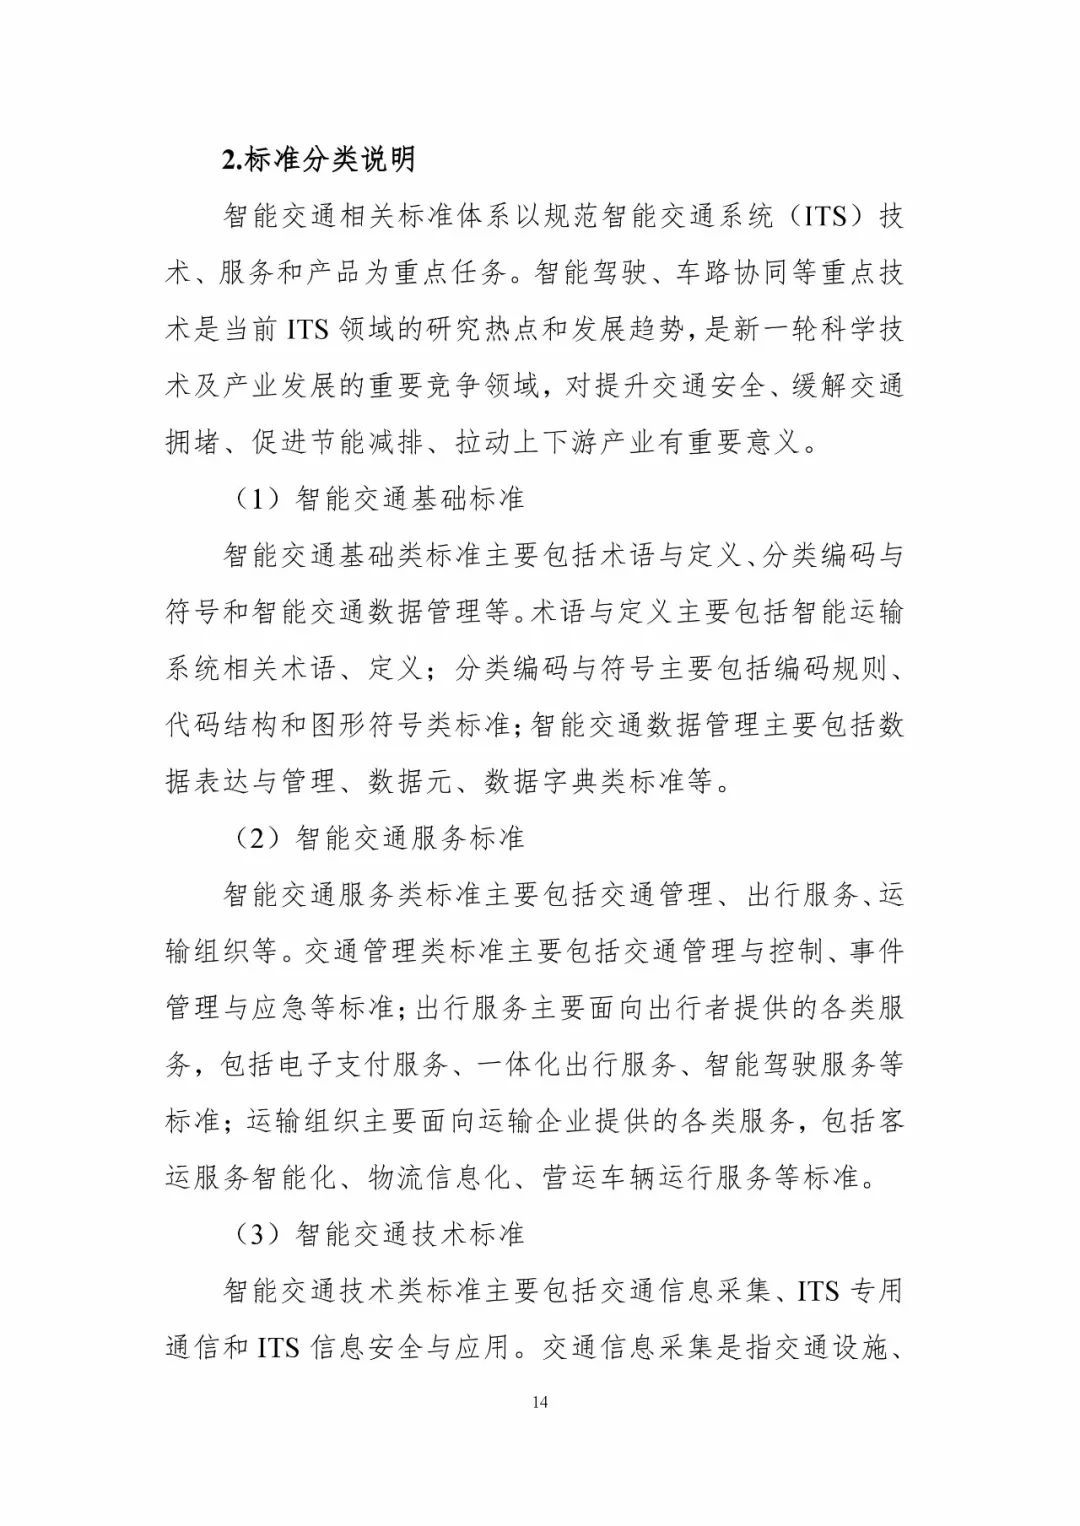 2.标准分类说明
智能交通相关标准体系以规范智能交通系统（ITS）技
术、服务和产品为重点任务。智能驾驶、车路协同等重点技
术是当前 ITS 领域的研究热点和发展趋势，是新一轮科学技
术及产业发展的重要竞争领域，对提升交通安全、缓解交通
拥堵、促进节能减排、拉动上下游产业有重要意义。
（1）智能交通基础标准
智能交通基础类标准主要包括术语与定义、分类编码与
符号和智能交通数据管理等。术语与定义主要包括智能运输
系统相关术语、定义；分类编码与符号主要包括编码规则、
代码结构和图形符号类标准；智能交通数据管理主要包括数
据表达与管理、数据元、数据字典类标准等。
（2）智能交通服务标准
智能交通服务类标准主要包括交通管理、出行服务、运
输组织等。交通管理类标准主要包括交通管理与控制、事件
管理与应急等标准；出行服务主要面向出行者提供的各类服
务，包括电子支付服务、一体化出行服务、智能驾驶服务等
标准；运输组织主要面向运输企业提供的各类服务，包括客
运服务智能化、物流信息化、营运车辆运行服务等标准。
（3）智能交通技术标准
智能交通技术类标准主要包括交通信息采集、ITS 专用
通信和 ITS 信息安全与应用。交通信息采集是指交通设施、
14